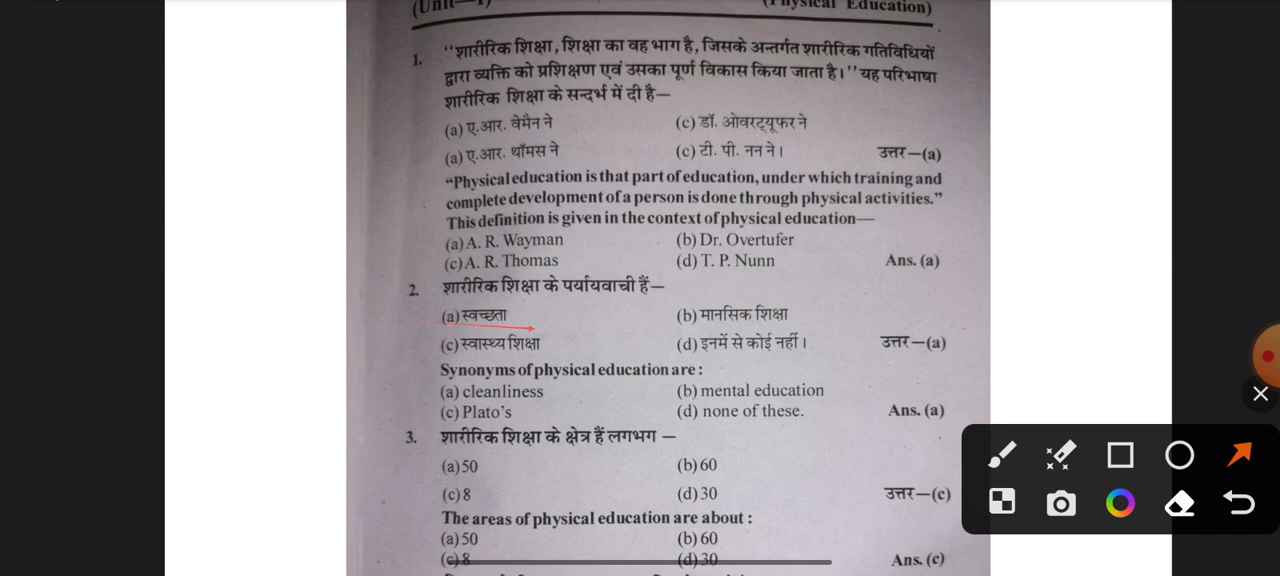 (Unit—I) (Physical Education)
1. ‘‘शारीरिक शिक्षा, शिक्षा का वह भाग है, जिसके अन्तर्गत शारीरिक गतिविधियों
द्वारा व्यक्ति को प्रशिक्षण एवं उसका पूर्ण विकास किया जाता है।’’ यह परिभाषा
शारीरिक शिक्षा के सन्दर्भ में दी है—
(a) ए.आर. वेमैन ने (c) डॉ. ओवरट्यूफर ने
(a) ए.आर. थॉमस ने (c) टी. पी. नन ने। उत्तर—(a)
“Physical education is that part of education, under which training and
complete development of a person is done through physical activities.”
This definition is given in the context of physical education—
(a) A. R. Wayman (b) Dr. Overtufer
(c) A. R. Thomas (d) T. P. Nunn Ans. (a)
2. शारीरिक शिक्षा के पर्यायवाची हैं—
(a) स्वच्छता (b) मानसिक शिक्षा
(c) स्वास्थ्य शिक्षा (d) इनमें से कोई नहीं। उत्तर—(a)
Synonyms of physical education are :
(a) cleanliness (b) mental education
(c) Plato’s (d) none of these. Ans. (a)
3. शारीरिक शिक्षा के क्षेत्र हैं लगभग —
(a) 50 (b) 60
(c) 8 (d) 30 उत्तर—(c)
The areas of physical education are about :
(a) 50 (b) 60
(c) 8 (d) 30 Ans. (c)